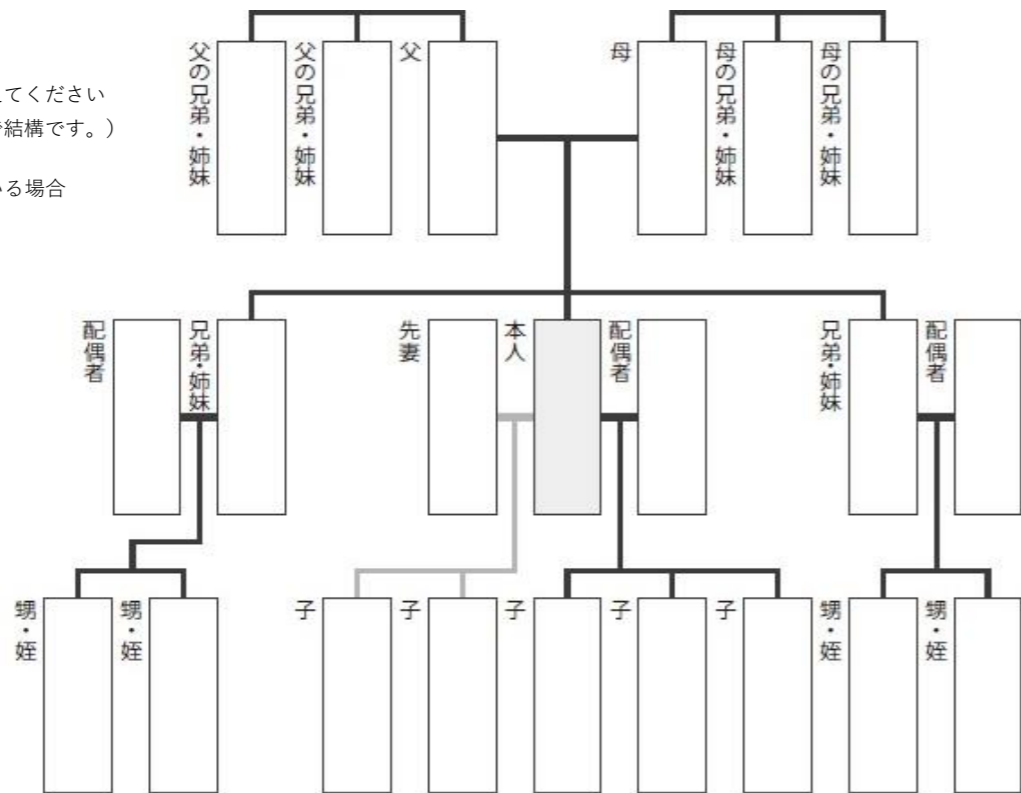 父の兄弟・姉妹
父の兄弟・姉妹
父
母
母の兄弟・姉妹
母の兄弟・姉妹
てください
結構です。）
いる場合
配偶者
兄弟・姉妹
先妻
本人
配偶者
兄弟・姉妹
配偶者
甥・姪
甥・姪
子
子
子
子
子
甥・姪
甥・姪